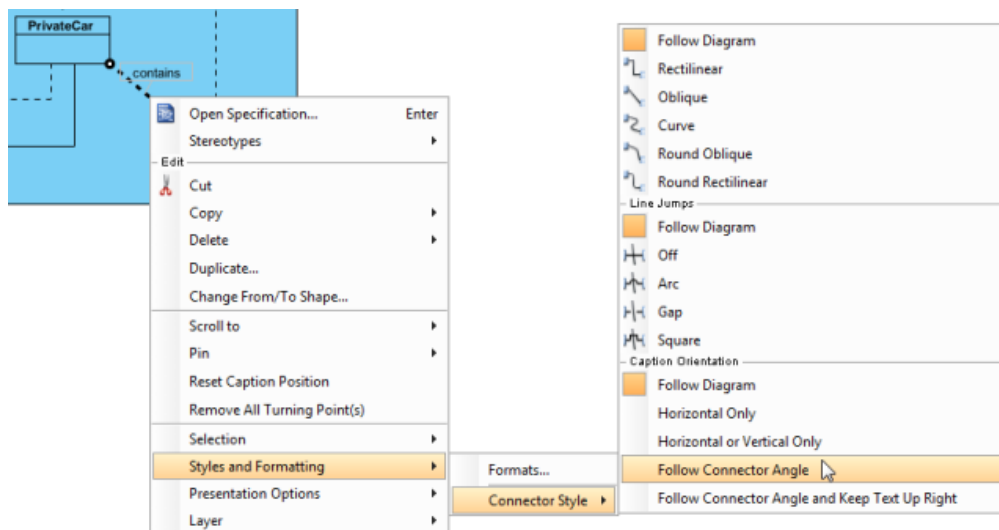 PrivateCar
contains
Open Specification... Enter
Stereotypes
Edit
Cut
Copy
Delete
Duplicate...
Change From/To Shape...
Scroll to
Pin
Reset Caption Position
Remove All Turning Point(s)
Selection
Styles and Formatting
Presentation Options
Layer
Formats...
Connector Style
Follow Diagram
Rectilinear
Oblique
Curve
Round Oblique
Round Rectilinear
Line Jumps
Follow Diagram
Off
Arc
Gap
Square
Caption Orientation
Follow Diagram
Horizontal Only
Horizontal or Vertical Only
Follow Connector Angle
Follow Connector Angle and Keep Text Up Right